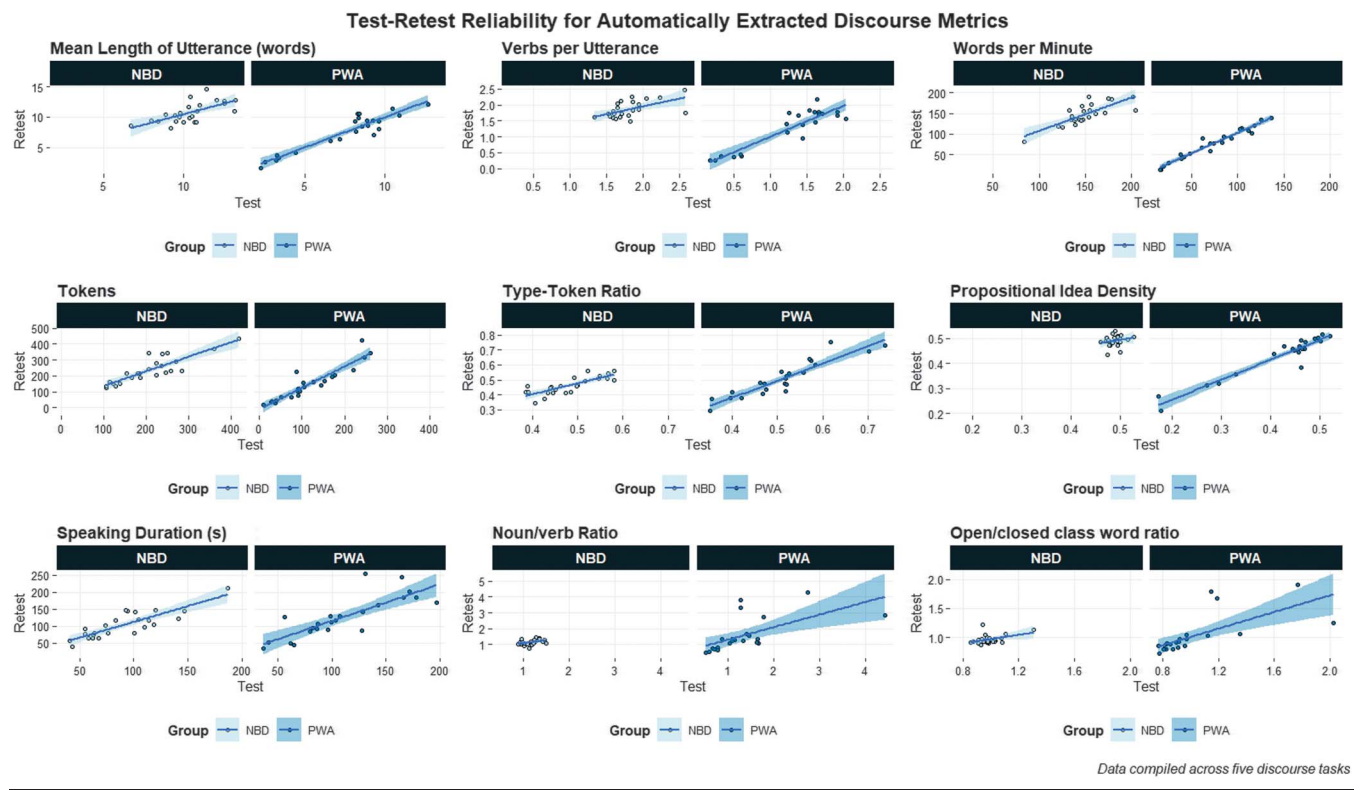 Test-Retest Reliability for Automatically Extracted Discourse Metrics
Mean Length of Utterance (words)
NBD PWA
15
10
5
Retest
5 10 5 10
Test
Group NBD PWA
Verbs per Utterance
NBD PWA
2.5
2.0
1.5
1.0
0.5
0.0
Retest
0.5 1.0 1.5 2.0 2.5 0.5 1.0 1.5 2.0 2.5
Test
Group NBD PWA
Words per Minute
NBD PWA
200
150
100
50
Retest
50 100 150 200 50 100 150 200
Test
Group NBD PWA
Tokens
NBD PWA
500
400
300
200
100
0
Retest
0 100 200 300 400 0 100 200 300 400
Test
Group NBD PWA
Type-Token Ratio
NBD PWA
0.8
0.7
0.6
0.5
0.4
0.3
Retest
0.4 0.5 0.6 0.7 0.4 0.5 0.6 0.7
Test
Group NBD PWA
Propositional Idea Density
NBD PWA
0.5
0.4
0.3
0.2
Retest
0.2 0.3 0.4 0.5 0.2 0.3 0.4 0.5
Test
Group NBD PWA
Speaking Duration (s)
NBD PWA
250
200
150
100
50
Retest
50 100 150 200 50 100 150 200
Test
Group NBD PWA
Noun/verb Ratio
NBD PWA
5
4
3
2
1
Retest
1 2 3 4 1 2 3 4
Test
Group NBD PWA
Open/closed class word ratio
NBD PWA
2.0
1.5
1.0
Retest
0.8 1.2 1.6 2.0 0.8 1.2 1.6 2.0
Test
Group NBD PWA
Data compiled across five discourse tasks